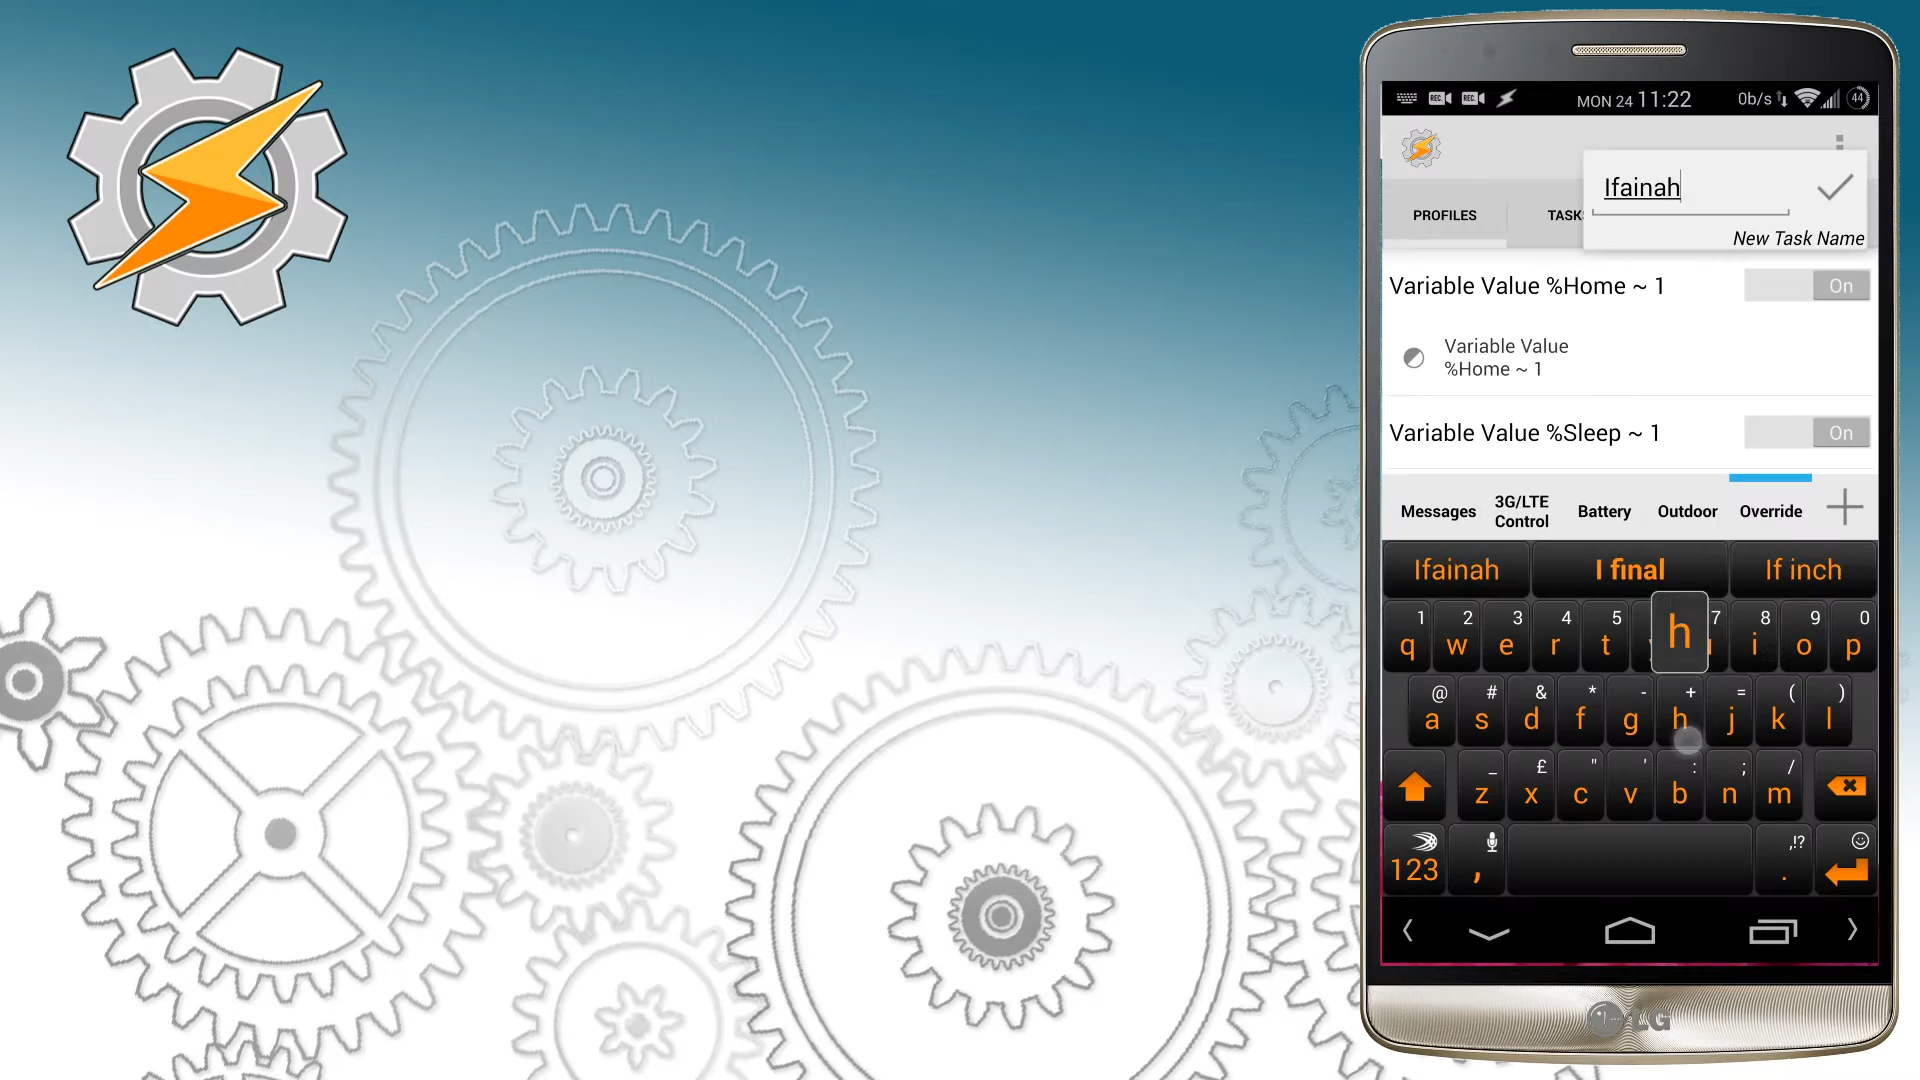 REC REC MON 24 11:22 0b/s 44
Ifainah
PROFILES TASK
New Task Name
Variable Value %Home ~ 1 On
Variable Value
%Home ~ 1
Variable Value %Sleep ~ 1 On
Messages 3G/LTE Control Battery Outdoor Override
Ifainah I final If inch
1 2 3 4 5 7 8 9 0
q w e r t h i o p
@ # & * - + = ( )
a s d f g h j k l
_ £ " ' : ; /
z x c v b n m
,!?
123 , .
LG